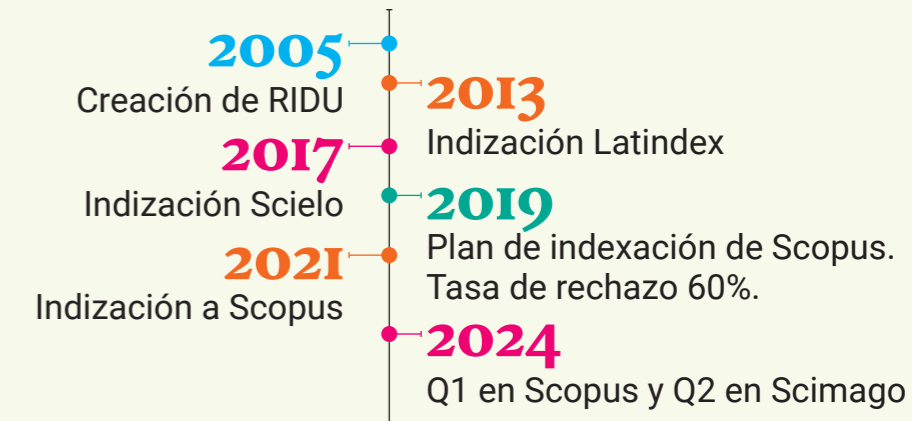 2005
Creación de RIDU
2013
Indización Latindex
2017
Indización Scielo
2019
Plan de indexación de Scopus.
Tasa de rechazo 60%.
2021
Indización a Scopus
2024
Q1 en Scopus y Q2 en Scimago